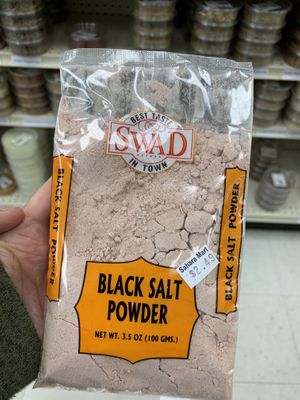 BEST TASTE
SWAD
IN TOWN
BLACK SALT POWDER
BLACK SALT POWDER
Sahara Mart
$2.49
BLACK SALT
POWDER
NET WT. 3.5 OZ (100 GMS.)